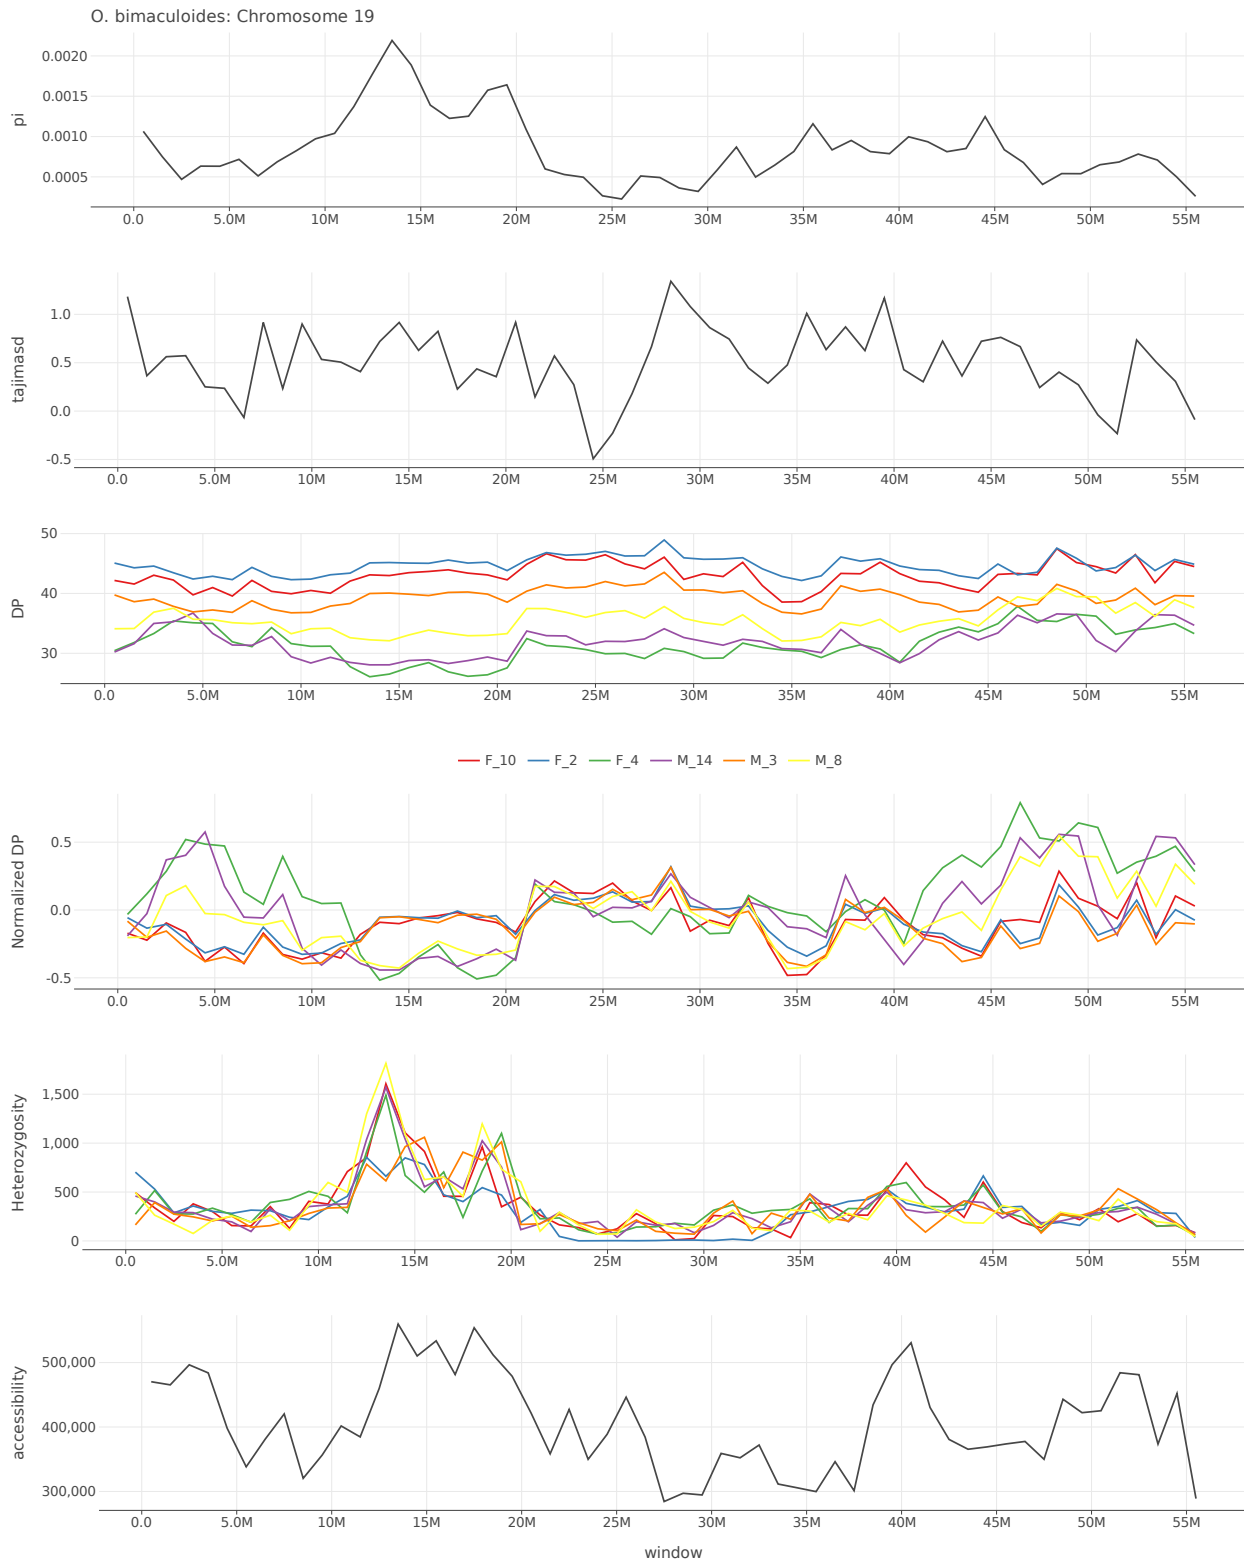 O. bimaculoides: Chromosome 19
pi
0.0020
0.0015
0.0010
0.0005
0.0 5.0M 10M 15M 20M 25M 30M 35M 40M 45M 50M 55M
tajimasd
1.0
0.5
0.0
-0.5
0.0 5.0M 10M 15M 20M 25M 30M 35M 40M 45M 50M 55M
DP
50
40
30
0.0 5.0M 10M 15M 20M 25M 30M 35M 40M 45M 50M 55M
F_10 F_2 F_4 M_14 M_3 M_8
Normalized DP
0.5
0.0
-0.5
0.0 5.0M 10M 15M 20M 25M 30M 35M 40M 45M 50M 55M
Heterozygosity
1,500
1,000
500
0
0.0 5.0M 10M 15M 20M 25M 30M 35M 40M 45M 50M 55M
accessibility
500,000
400,000
300,000
0.0 5.0M 10M 15M 20M 25M 30M 35M 40M 45M 50M 55M
window